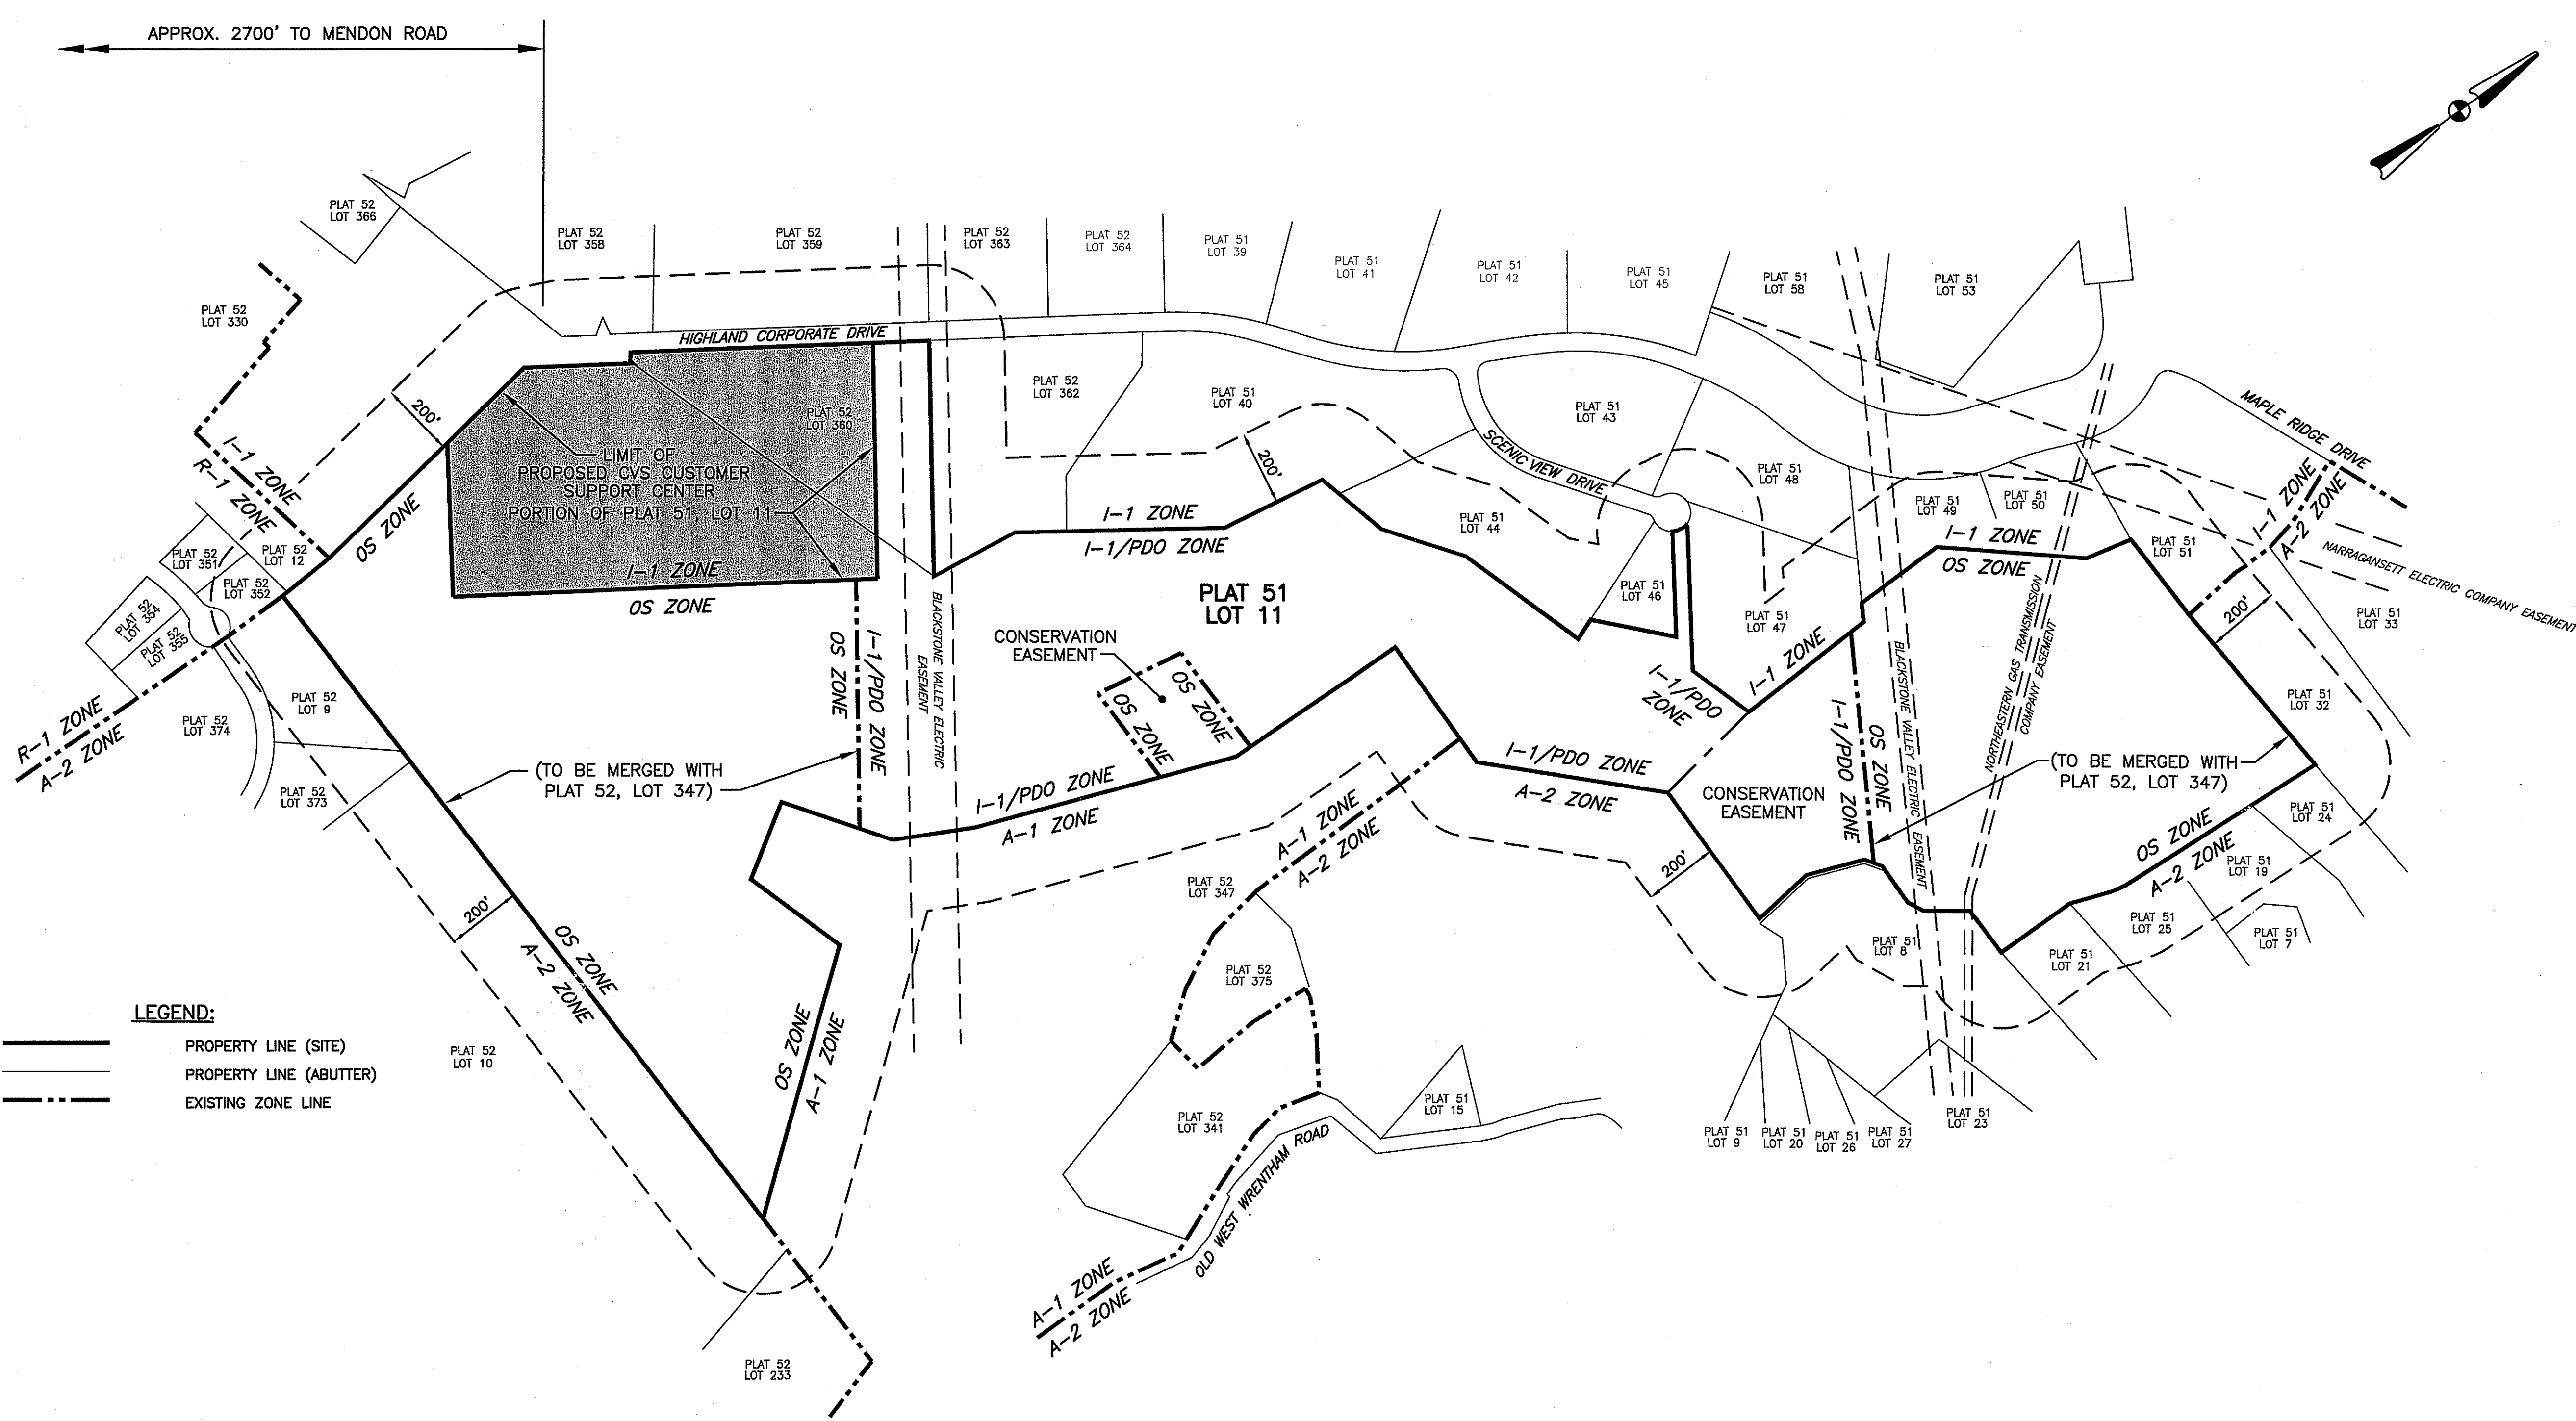 APPROX. 2700' TO MENDON ROAD
PLAT 52
LOT 366
PLAT 52
LOT 358
PLAT 52
LOT 359
PLAT 52
LOT 363
PLAT 52
LOT 364
PLAT 51
LOT 39
PLAT 51
LOT 41
PLAT 51
LOT 42
PLAT 51
LOT 45
PLAT 51
LOT 58
PLAT 51
LOT 53
PLAT 52
LOT 330
HIGHLAND CORPORATE DRIVE
PLAT 52
LOT 362
PLAT 51
LOT 40
PLAT 51
LOT 43
MAPLE RIDGE DRIVE
200'
PLAT 52
LOT 360
LIMIT OF
PROPOSED CVS CUSTOMER
SUPPORT CENTER
PORTION OF PLAT 51, LOT 11
I-1 ZONE
OS ZONE
I-1 ZONE
R-1 ZONE
OS ZONE
200'
SCENIC VIEW DRIVE
PLAT 51
LOT 48
PLAT 51
LOT 44
PLAT 51
LOT 49
PLAT 51
LOT 50
PLAT 51
LOT 51
I-1 ZONE
A-2 ZONE
NARRAGANSETT ELECTRIC COMPANY EASEMENT
I-1 ZONE
I-1/PDO ZONE
I-1 ZONE
OS ZONE
PLAT 52
LOT 351
PLAT 52
LOT 12
PLAT 52
LOT 352
PLAT 52
LOT 354
PLAT 52
LOT 355
PLAT 51
LOT 11
PLAT 51
LOT 46
PLAT 51
LOT 47
200'
PLAT 51
LOT 33
CONSERVATION
EASEMENT
OS ZONE
OS ZONE
I-1/PDO ZONE
OS ZONE
BLACKSTONE VALLEY ELECTRIC
EASEMENT
I-1/PDO
ZONE
I-1 ZONE
OS ZONE
I-1/PDO ZONE
BLACKSTONE VALLEY ELECTRIC EASEMENT
NORTHEASTERN GAS TRANSMISSION
COMPANY EASEMENT
PLAT 51
LOT 32
PLAT 52
LOT 9
PLAT 52
LOT 374
R-1 ZONE
A-2 ZONE
PLAT 52
LOT 373
(TO BE MERGED WITH
PLAT 52, LOT 347)
I-1/PDO ZONE
A-1 ZONE
I-1/PDO ZONE
A-2 ZONE
CONSERVATION
EASEMENT
(TO BE MERGED WITH
PLAT 52, LOT 347)
PLAT 51
LOT 24
OS ZONE
A-2 ZONE
PLAT 51
LOT 19
A-1 ZONE
A-2 ZONE
200'
PLAT 52
LOT 347
200'
OS ZONE
A-2 ZONE
PLAT 51
LOT 8
PLAT 51
LOT 25
PLAT 51
LOT 7
PLAT 51
LOT 21
PLAT 52
LOT 375
LEGEND:
PROPERTY LINE (SITE)
PROPERTY LINE (ABUTTER)
EXISTING ZONE LINE
PLAT 52
LOT 10
OS ZONE
A-1 ZONE
PLAT 52
LOT 341
PLAT 51
LOT 15
PLAT 51
LOT 9
PLAT 51
LOT 20
PLAT 51
LOT 26
PLAT 51
LOT 27
PLAT 51
LOT 23
OLD WEST WRENTHAM ROAD
A-1 ZONE
A-2 ZONE
PLAT 52
LOT 233